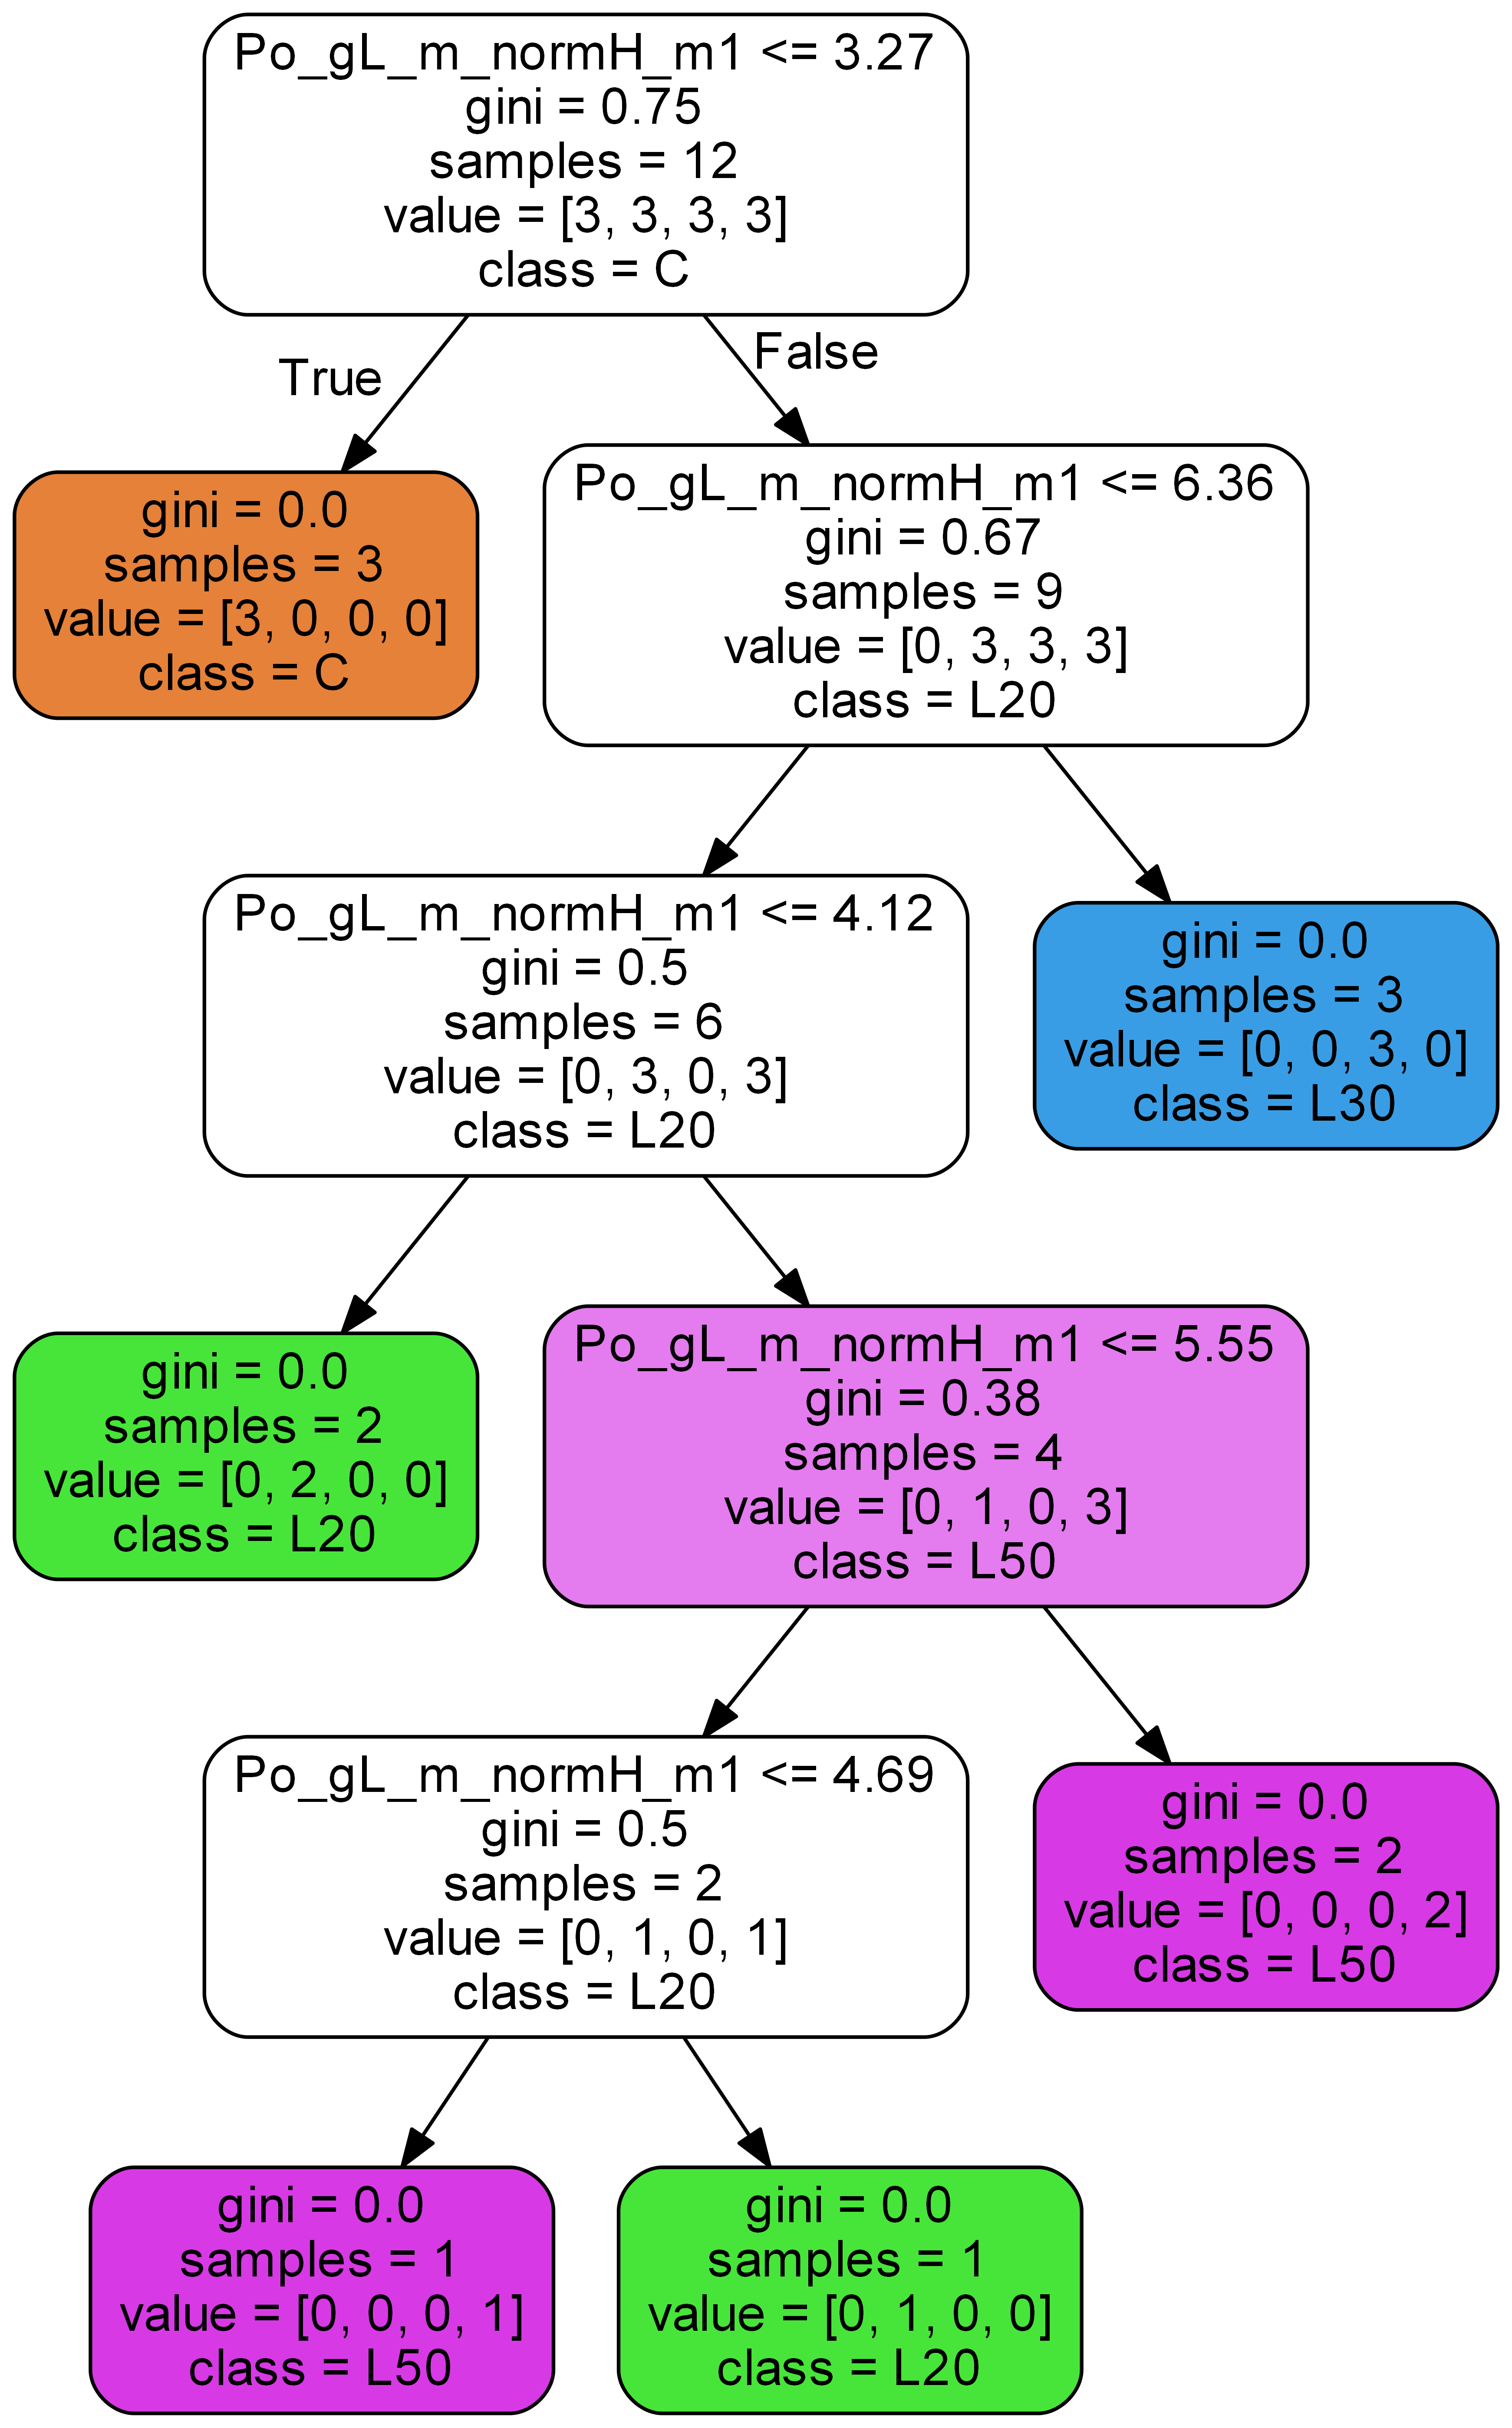 Po_gL_m_normH_m1 <= 3.27
gini = 0.75
samples = 12
value = [3, 3, 3, 3]
class = C
True
False
gini = 0.0
samples = 3
value = [3, 0, 0, 0]
class = C
Po_gL_m_normH_m1 <= 6.36
gini = 0.67
samples = 9
value = [0, 3, 3, 3]
class = L20
Po_gL_m_normH_m1 <= 4.12
gini = 0.5
samples = 6
value = [0, 3, 0, 3]
class = L20
gini = 0.0
samples = 3
value = [0, 0, 3, 0]
class = L30
gini = 0.0
samples = 2
value = [0, 2, 0, 0]
class = L20
Po_gL_m_normH_m1 <= 5.55
gini = 0.38
samples = 4
value = [0, 1, 0, 3]
class = L50
Po_gL_m_normH_m1 <= 4.69
gini = 0.5
samples = 2
value = [0, 1, 0, 1]
class = L20
gini = 0.0
samples = 2
value = [0, 0, 0, 2]
class = L50
gini = 0.0
samples = 1
value = [0, 0, 0, 1]
class = L50
gini = 0.0
samples = 1
value = [0, 1, 0, 0]
class = L20